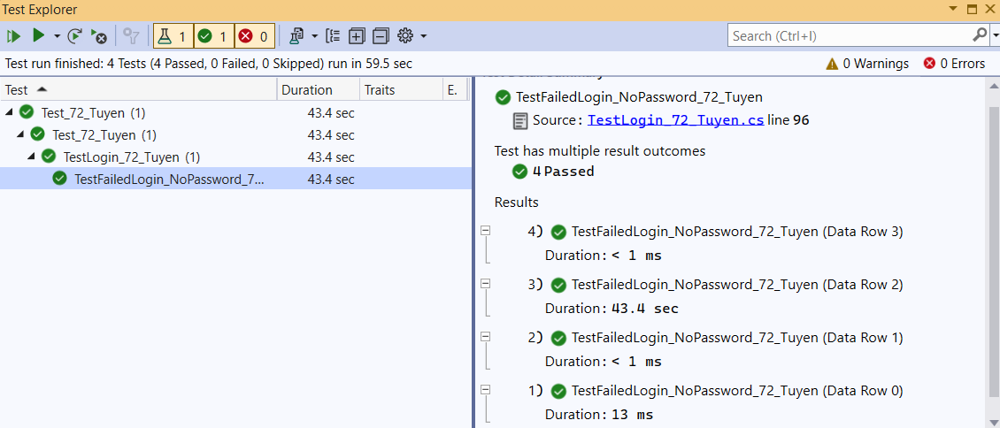 Test Explorer
1 1 0
Search (Ctrl+I)
Test run finished: 4 Tests (4 Passed, 0 Failed, 0 Skipped) run in 59.5 sec
0 Warnings 0 Errors
Test Duration Traits E.
Test_72_Tuyen (1) 43.4 sec
Test_72_Tuyen (1) 43.4 sec
TestLogin_72_Tuyen (1) 43.4 sec
TestFailedLogin_NoPassword_7... 43.4 sec
TestFailedLogin_NoPassword_72_Tuyen
Source: TestLogin_72_Tuyen.cs line 96
Test has multiple result outcomes
4 Passed
Results
4) TestFailedLogin_NoPassword_72_Tuyen (Data Row 3)
Duration: < 1 ms
3) TestFailedLogin_NoPassword_72_Tuyen (Data Row 2)
Duration: 43.4 sec
2) TestFailedLogin_NoPassword_72_Tuyen (Data Row 1)
Duration: < 1 ms
1) TestFailedLogin_NoPassword_72_Tuyen (Data Row 0)
Duration: 13 ms